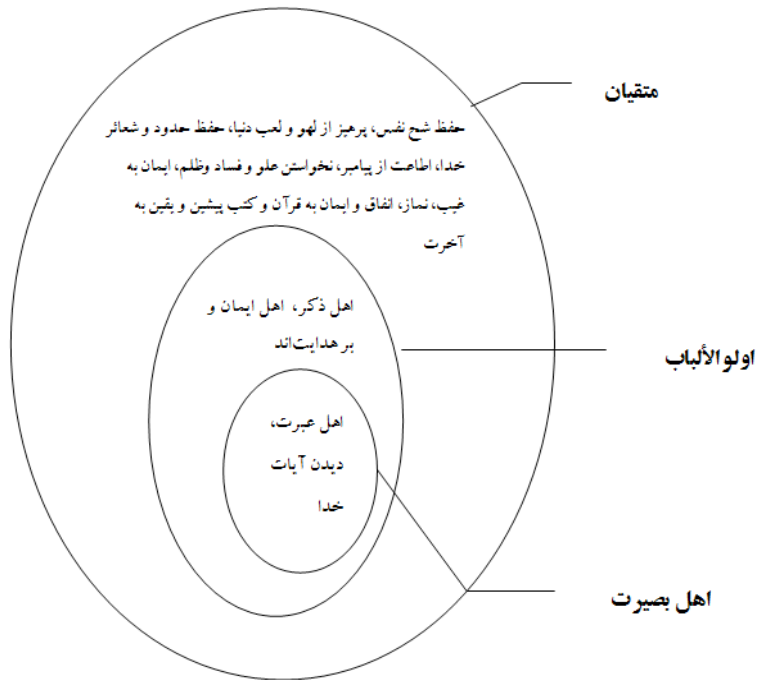 متقیان
حفظ شح نفس، پرهیز از لهو و لعب دنیا، حفظ حدود و شعائر
خدا، اطاعت از پیامبر، نخواستن علو و فساد وظلم، ایمان به
غیب، نماز، انفاق و ایمان به قرآن و کتب پیشین و یقین به
آخرت
اهل ذکر، اهل ایمان و
بر هدایت‌اند
اولوالألباب
اهل عبرت،
دیدن آیات
خدا
اهل بصیرت